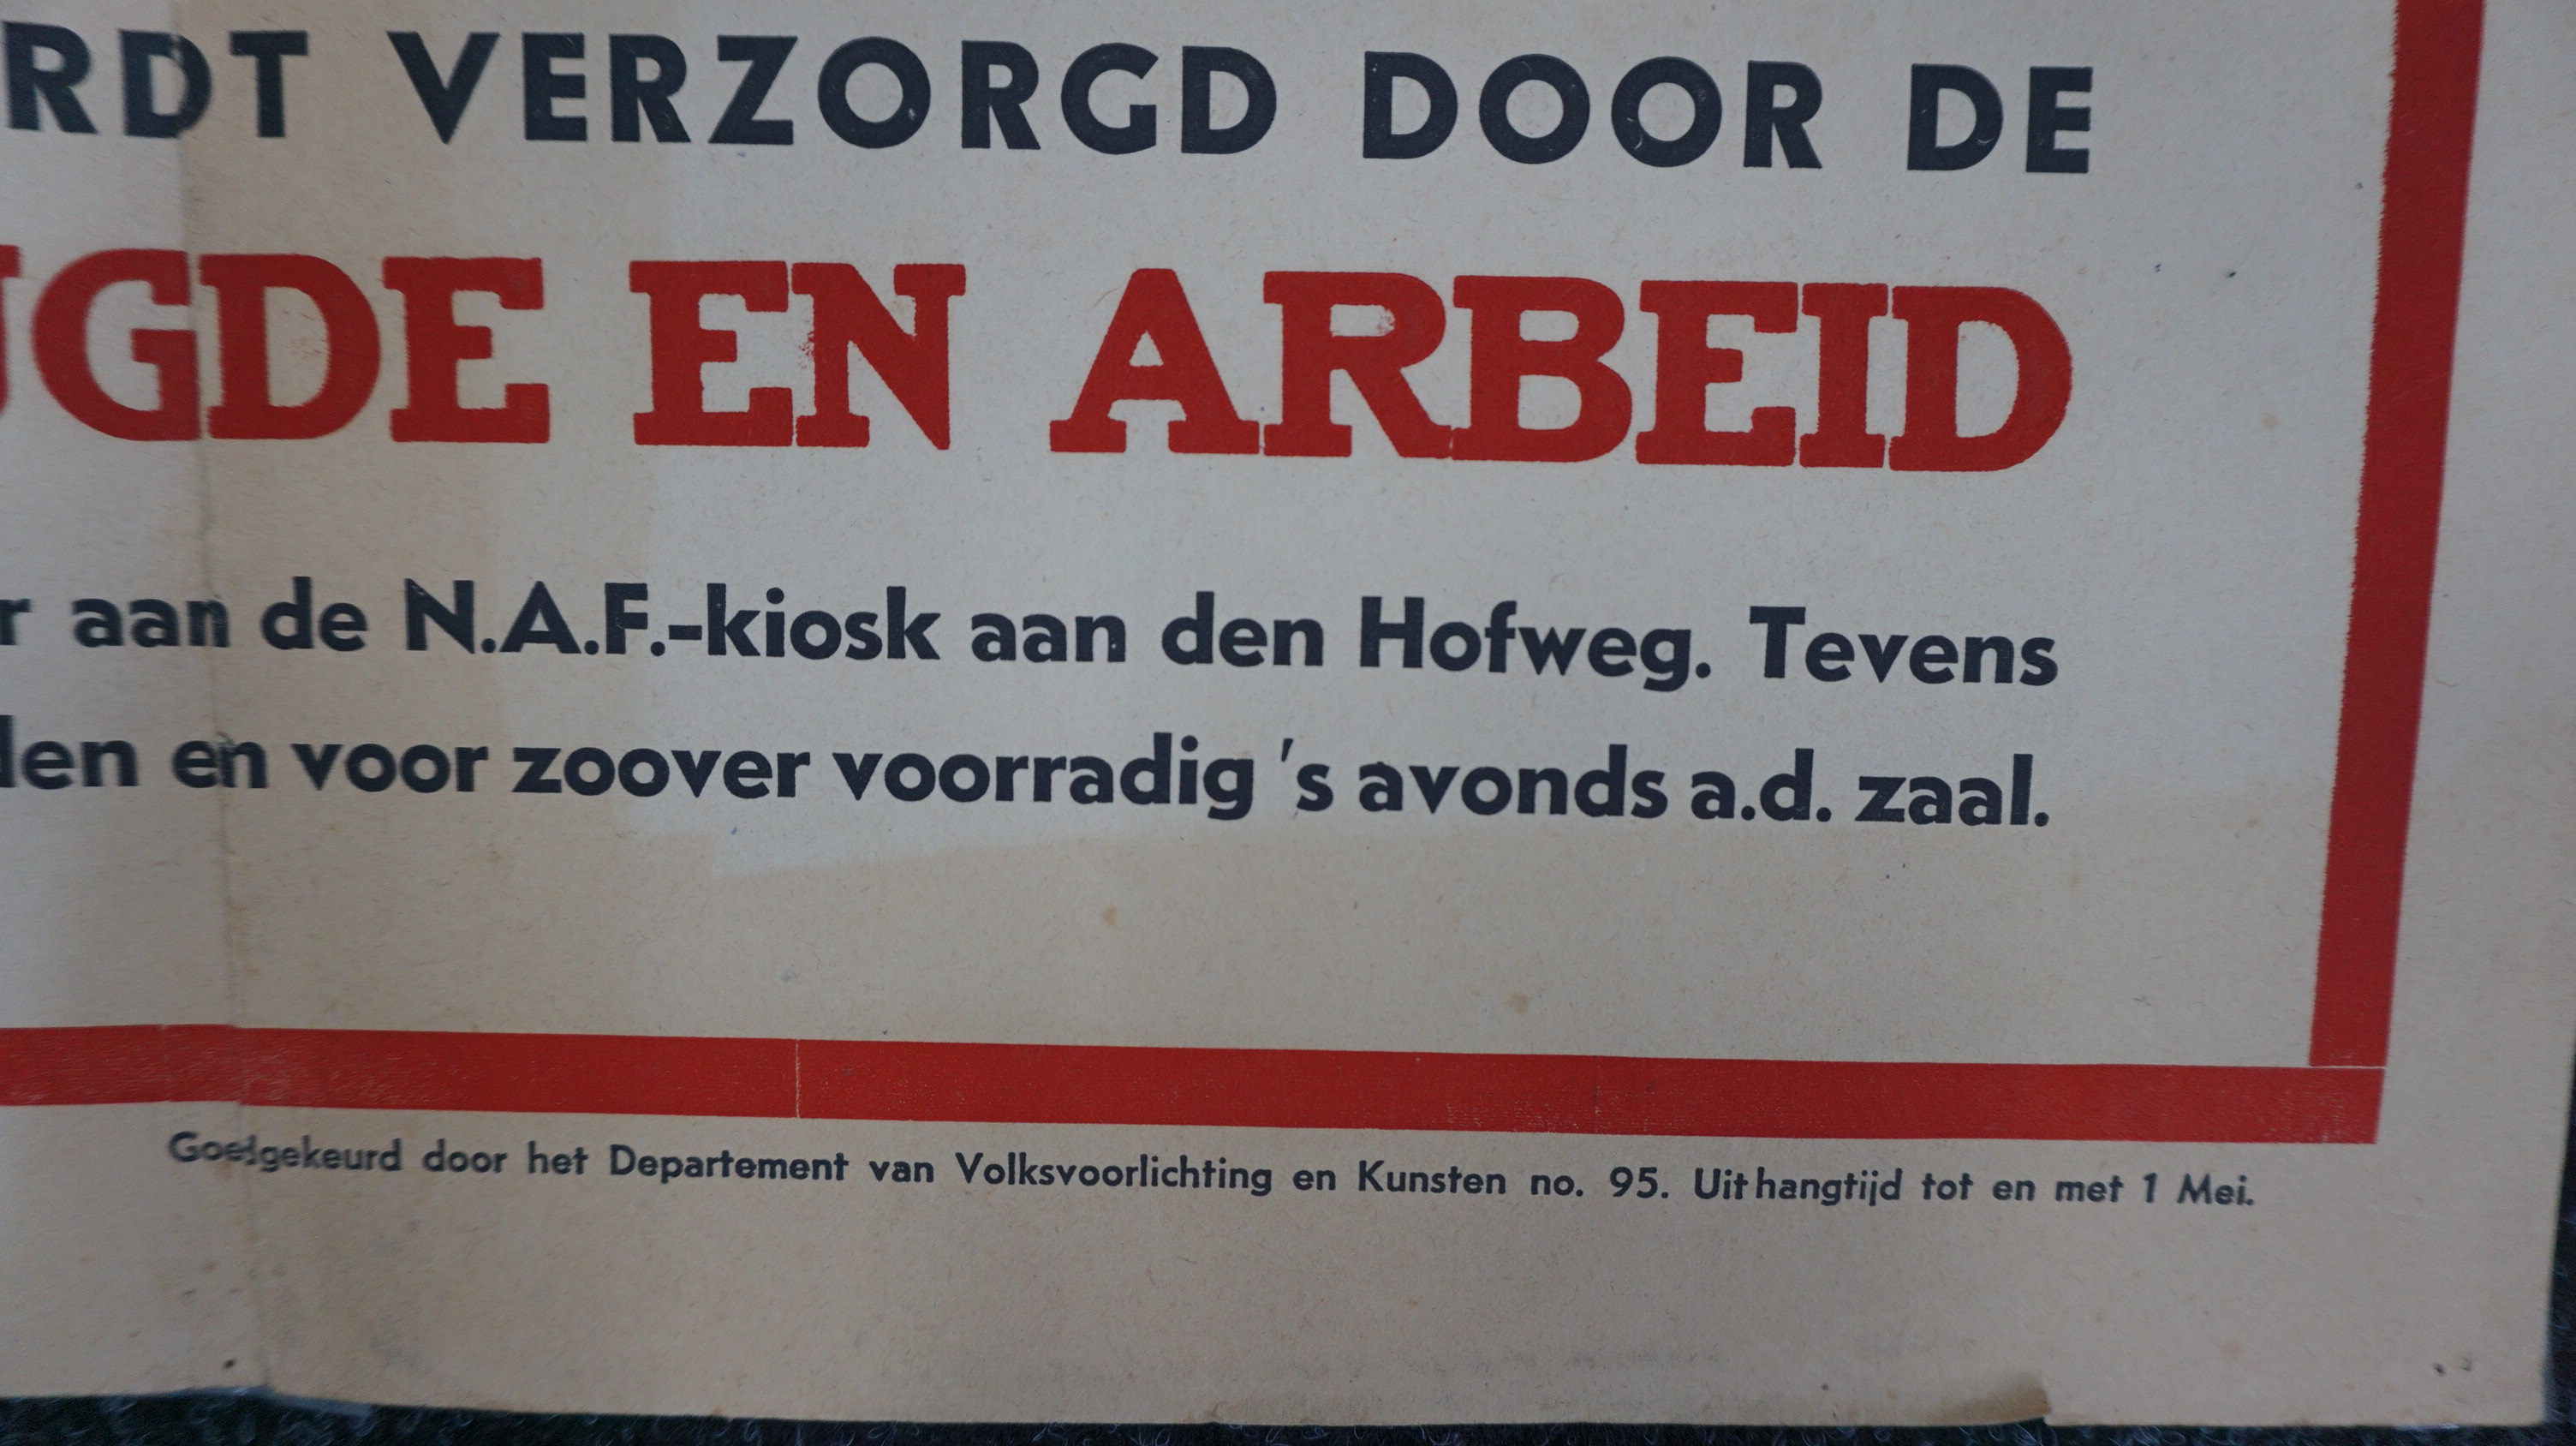 RDT VERZORGD DOOR DE
UGDE EN ARBEID
r aan de N.A.F.-kiosk aan den Hofweg. Tevens
den en voor zoover voorradig 's avonds a.d. zaal.
Goedgekeurd door het Departement van Volksvoorlichting en Kunsten no. 95. Uithangtijd tot en met 1 Mei.